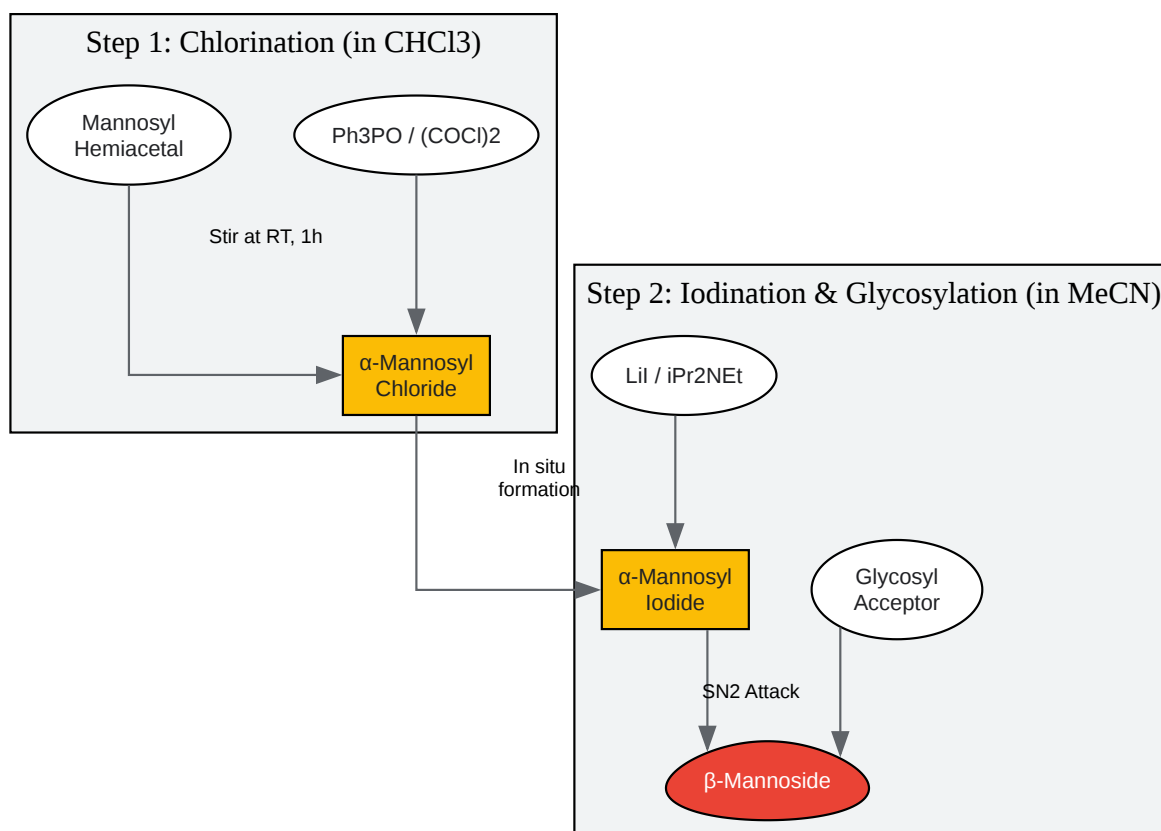 Step 1: Chlorination (in CHCl3)
Mannosyl
Hemiacetal
Ph3PO / (COCl)2
Stir at RT, 1h
α-Mannosyl
Chloride
Step 2: Iodination & Glycosylation (in MeCN)
LiI / iPr2NEt
In situ
formation
α-Mannosyl
Iodide
Glycosyl
Acceptor
SN2 Attack
β-Mannoside